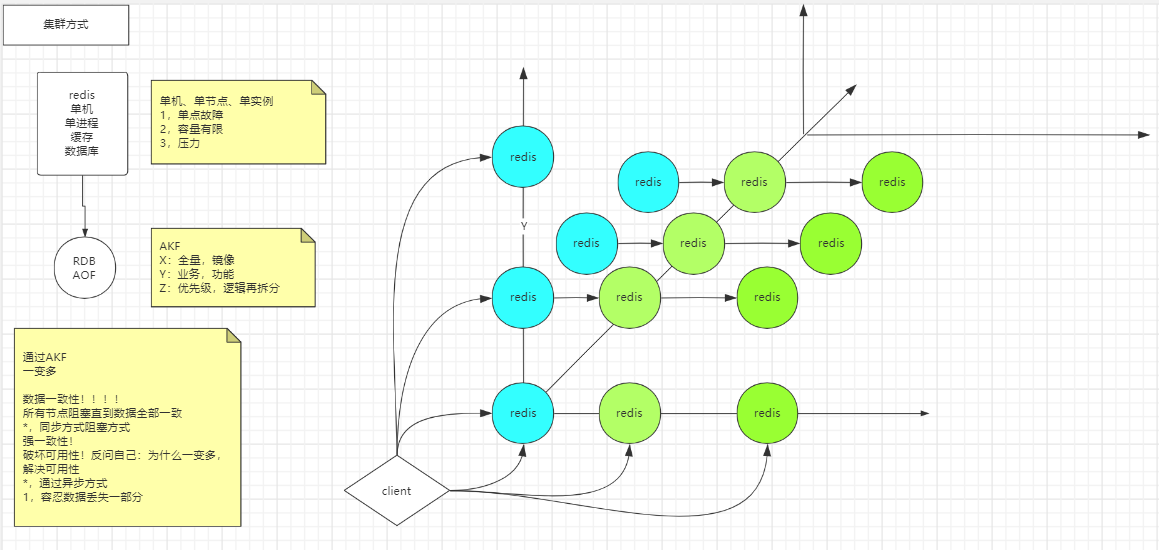 集群方式
redis
单机
单进程
缓存
数据库
单机、单节点、单实例
1，单点故障
2，容量有限
3，压力
RDB
AOF
AKF
X：全量，镜像
Y：业务，功能
Z：优先级，逻辑再拆分
通过AKF
一变多
数据一致性！！！！
所有节点阻塞直到数据全部一致
*，同步方式阻塞方式
强一致性！
破坏可用性！反问自己：为什么一变多，
解决可用性
*，通过异步方式
1，容忍数据丢失一部分
redis
Y
redis
redis
redis
redis
redis
redis
redis
redis
redis
redis
redis
redis
redis
client